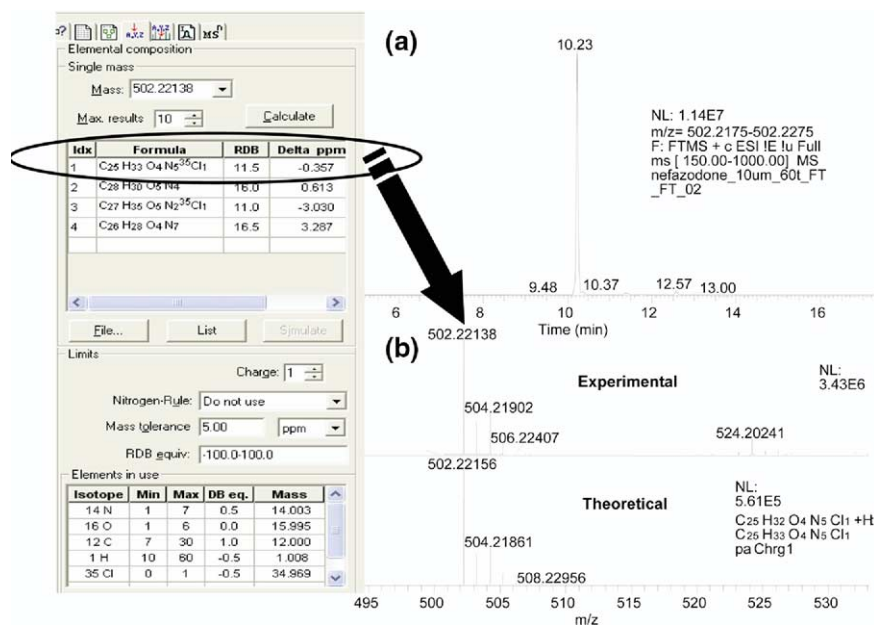 MSn
Elemental composition
Single mass
Mass: 502.22138
Max. results 10 Calculate
Idx Formula RDB Delta ppm
1 C25 H33 O4 N5 35Cl1 11.5 -0.357
2 C28 H30 O5 N4 16.0 0.613
3 C27 H35 O5 N2 35Cl1 11.0 -3.030
4 C26 H28 O4 N7 16.5 3.287
File... List Simulate
Limits
Charge: 1
Nitrogen-Rule: Do not use
Mass tolerance 5.00 ppm
RDB equiv: -100.0-100.0
Elements in use
Isotope Min Max DB eq. Mass
14 N 1 7 0.5 14.003
16 O 1 6 0.0 15.995
12 C 7 30 1.0 12.000
1 H 10 60 -0.5 1.008
35 Cl 0 1 -0.5 34.969
(a)
10.23
NL: 1.14E7
m/z= 502.2175-502.2275
F: FTMS + c ESI !E !u Full
ms [ 150.00-1000.00] MS
nefazodone_10um_60t_FT
_FT_02
9.48 10.37 12.57 13.00
6 8 10 12 14 16
Time (min)
(b)
502.22138
Experimental
NL:
3.43E6
504.21902
506.22407
524.20241
502.22156
Theoretical
NL:
5.61E5
C25 H32 O4 N5 Cl1 +H:
C25 H33 O4 N5 Cl1
pa Chrg1
504.21861
508.22956
495 500 505 510 515 520 525 530
m/z